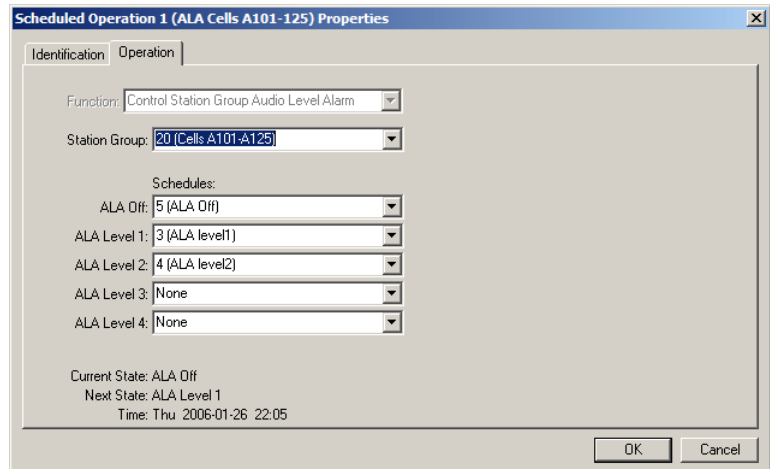 Scheduled Operation 1 (ALA Cells A101-125) Properties
Identification Operation
Function: Control Station Group Audio Level Alarm
Station Group: 20 (Cells A101-A125)
Schedules:
ALA Off: 5 (ALA Off)
ALA Level 1: 3 (ALA level1)
ALA Level 2: 4 (ALA level2)
ALA Level 3: None
ALA Level 4: None
Current State: ALA Off
Next State: ALA Level 1
Time: Thu 2006-01-26 22:05
OK Cancel